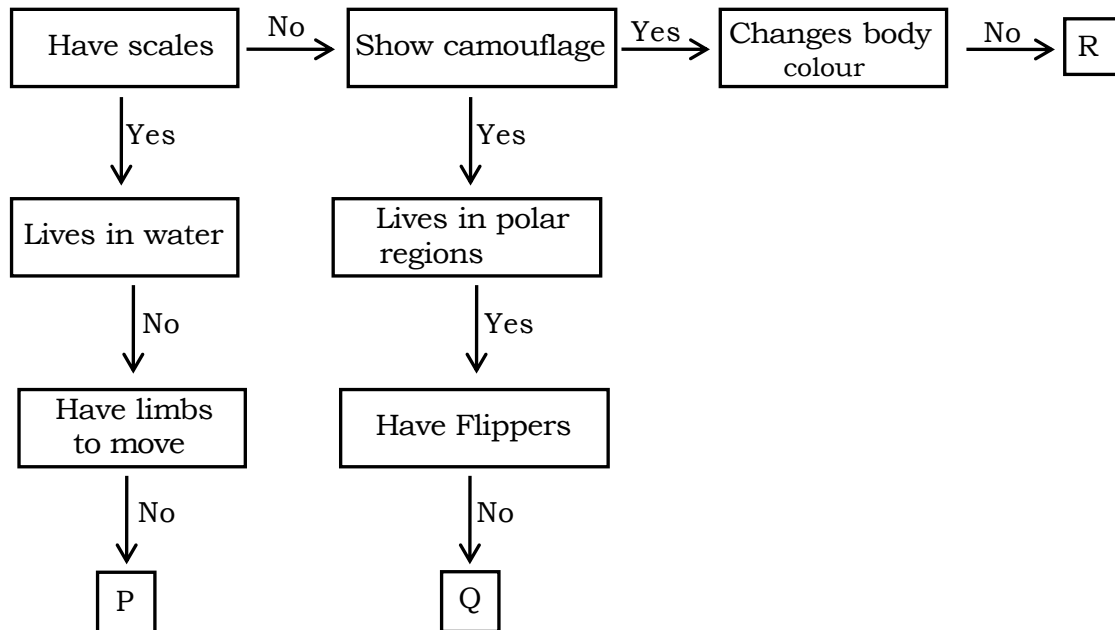 Have scales
No
Show camouflage
Yes
Changes body
colour
No
R
Yes
Yes
Lives in water
Lives in polar
regions
No
Yes
Have limbs
to move
Have Flippers
No
No
P
Q